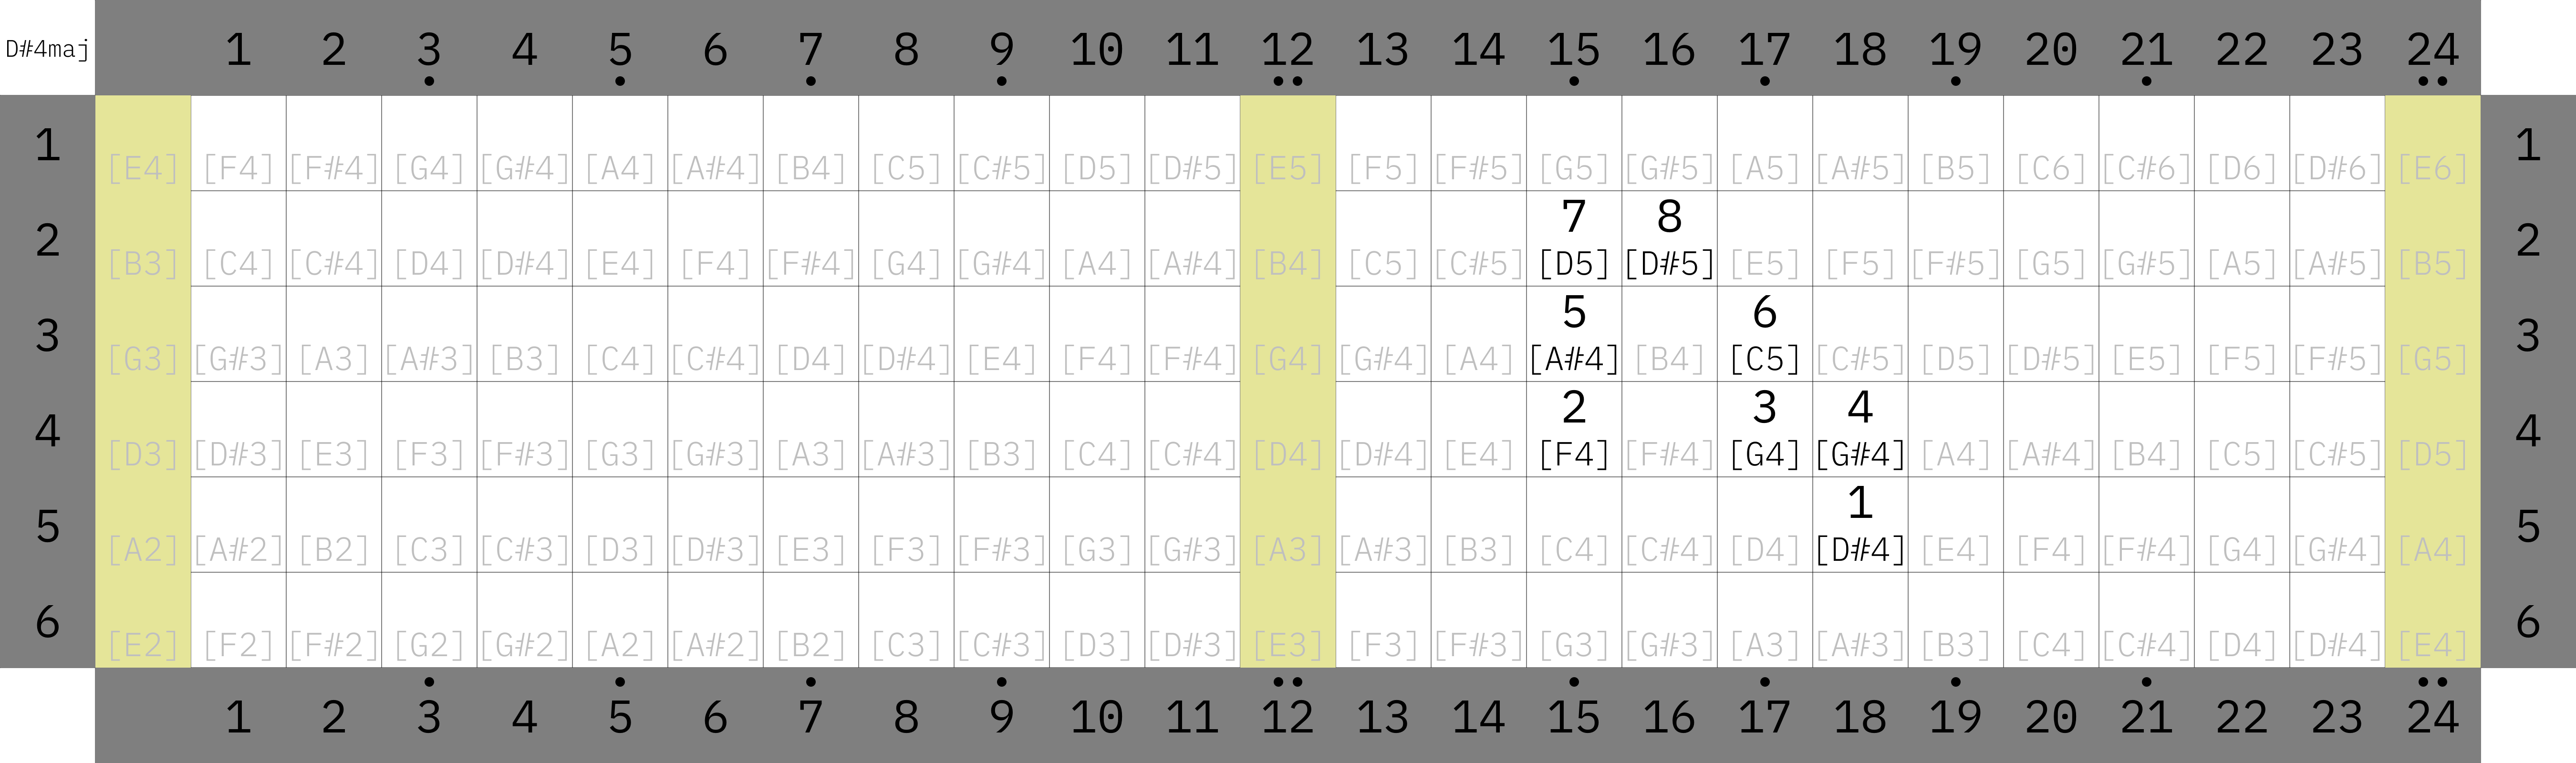 D#4maj 1 2 3 4 5 6 7 8 9 10 11 12 13 14 15 16 17 18 19 20 21 22 23 24
1 1
[E4] [F4] [F#4] [G4] [G#4] [A4] [A#4] [B4] [C5] [C#5] [D5] [D#5] [E5] [F5] [F#5] [G5] [G#5] [A5] [A#5] [B5] [C6] [C#6] [D6] [D#6] [E6]
2 7 8 2
[B3] [C4] [C#4] [D4] [D#4] [E4] [F4] [F#4] [G4] [G#4] [A4] [A#4] [B4] [C5] [C#5] [D5] [D#5] [E5] [F5] [F#5] [G5] [G#5] [A5] [A#5] [B5]
3 5 6 3
[G3] [G#3] [A3] [A#3] [B3] [C4] [C#4] [D4] [D#4] [E4] [F4] [F#4] [G4] [G#4] [A4] [A#4] [B4] [C5] [C#5] [D5] [D#5] [E5] [F5] [F#5] [G5]
4 2 3 4 4
[D3] [D#3] [E3] [F3] [F#3] [G3] [G#3] [A3] [A#3] [B3] [C4] [C#4] [D4] [D#4] [E4] [F4] [F#4] [G4] [G#4] [A4] [A#4] [B4] [C5] [C#5] [D5]
5 1 5
[A2] [A#2] [B2] [C3] [C#3] [D3] [D#3] [E3] [F3] [F#3] [G3] [G#3] [A3] [A#3] [B3] [C4] [C#4] [D4] [D#4] [E4] [F4] [F#4] [G4] [G#4] [A4]
6 6
[E2] [F2] [F#2] [G2] [G#2] [A2] [A#2] [B2] [C3] [C#3] [D3] [D#3] [E3] [F3] [F#3] [G3] [G#3] [A3] [A#3] [B3] [C4] [C#4] [D4] [D#4] [E4]
1 2 3 4 5 6 7 8 9 10 11 12 13 14 15 16 17 18 19 20 21 22 23 24